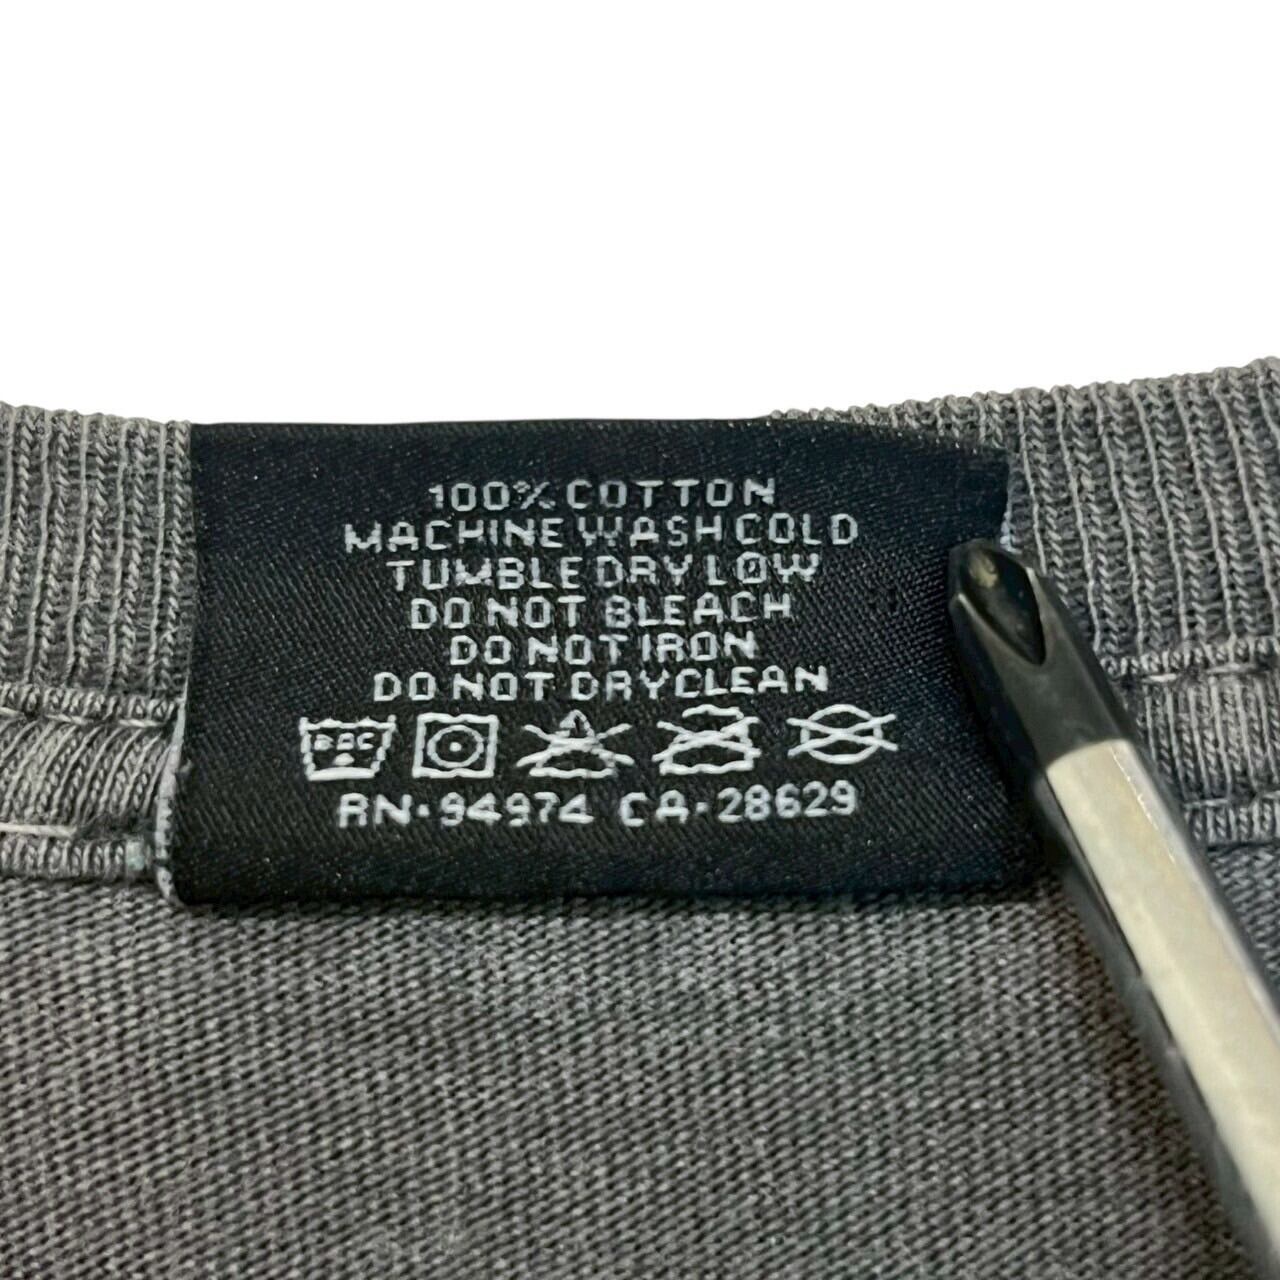 100% COTTON
MACHINE WASH COLD
TUMBLE DRY LOW
DO NOT BLEACH
DO NOT IRON
DO NOT DRYCLEAN
RN-94974 CA-28629